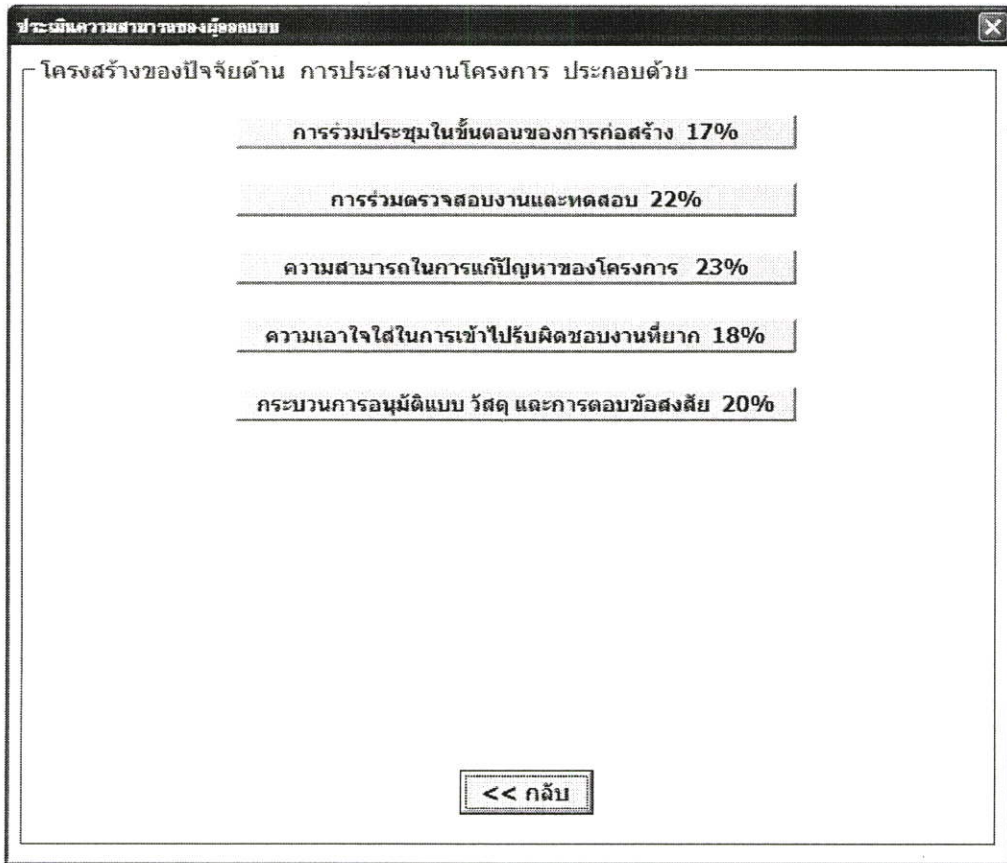 ประเมินความสามารถของผู้ออกแบบ
โครงสร้างของปัจจัยด้าน การประสานงานโครงการ ประกอบด้วย
การร่วมประชุมในขั้นตอนของการก่อสร้าง 17%
การร่วมตรวจสอบงานและทดสอบ 22%
ความสามารถในการแก้ปัญหาของโครงการ 23%
ความเอาใจใส่ในการเข้าไปรับผิดชอบงานที่ยาก 18%
กระบวนการอนุมัติแบบ วัสดุ และการตอบข้อสงสัย 20%
<< กลับ